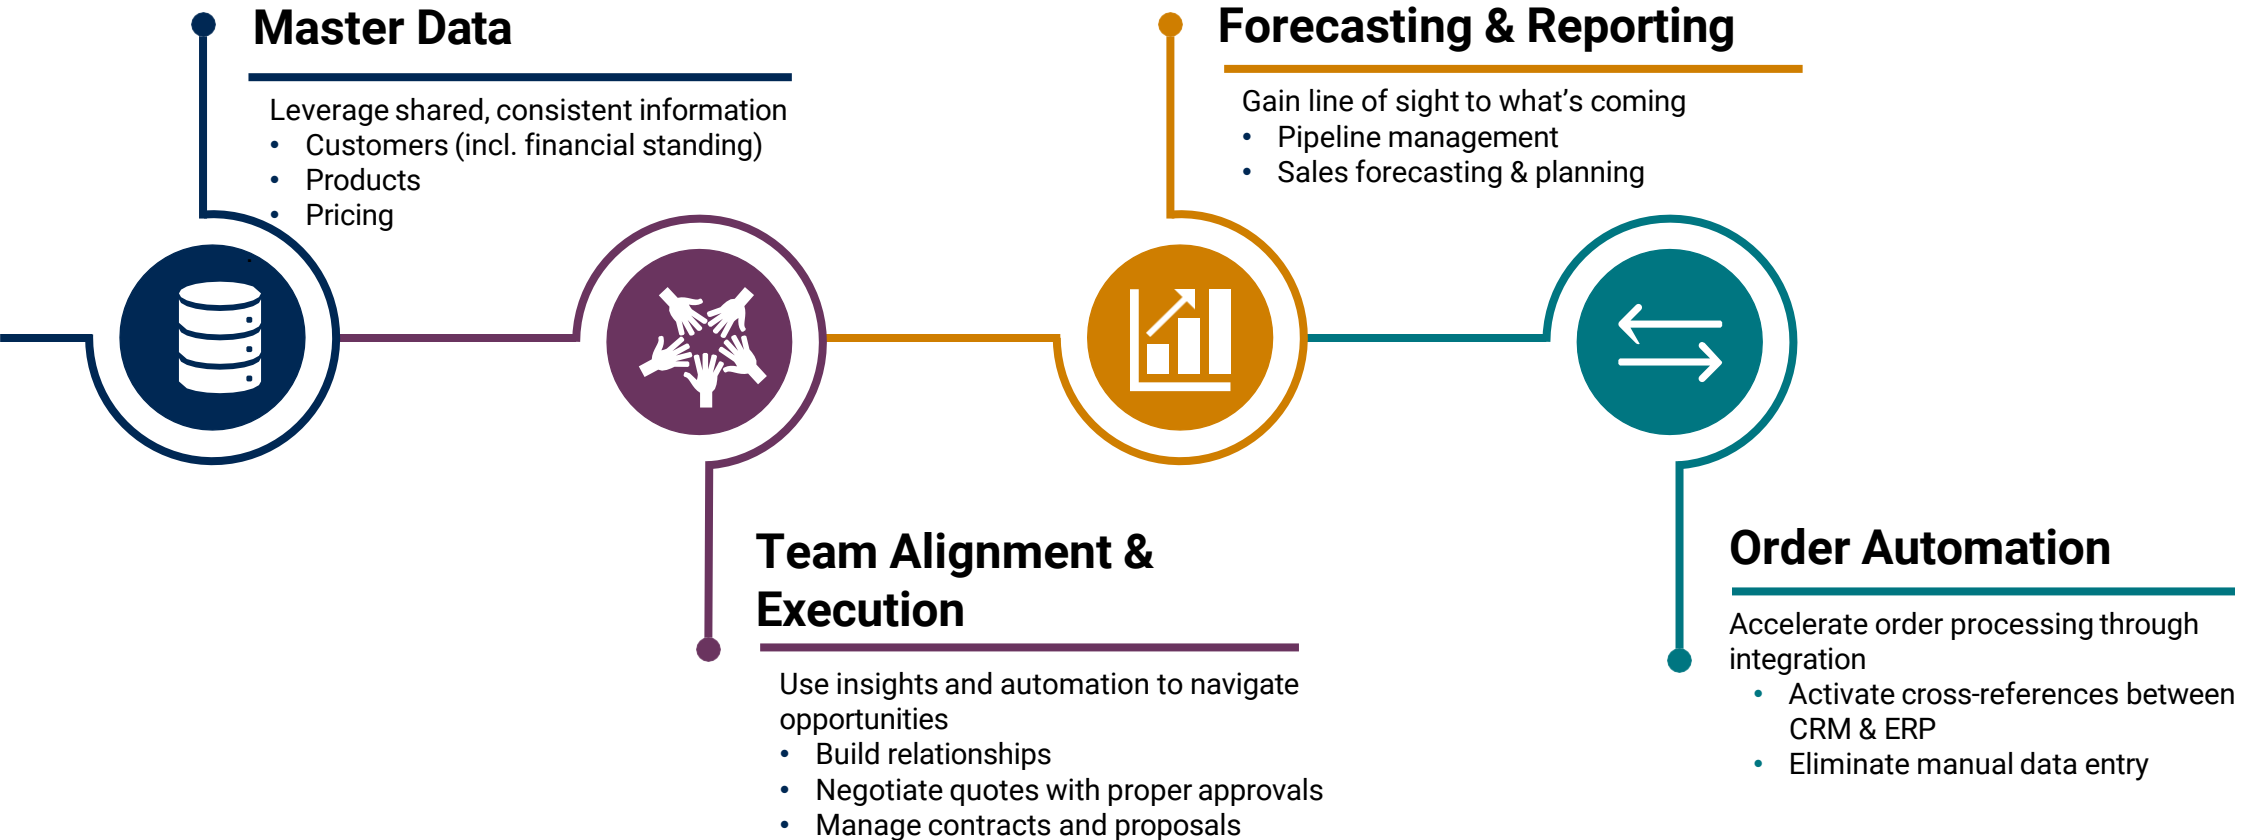 Master Data
Leverage shared, consistent information
• Customers (incl. financial standing)
• Products
• Pricing
Team Alignment &
Execution
Use insights and automation to navigate
opportunities
• Build relationships
• Negotiate quotes with proper approvals
• Manage contracts and proposals
Forecasting & Reporting
Gain line of sight to what’s coming
• Pipeline management
• Sales forecasting & planning
Order Automation
Accelerate order processing through
integration
• Activate cross-references between
CRM & ERP
• Eliminate manual data entry